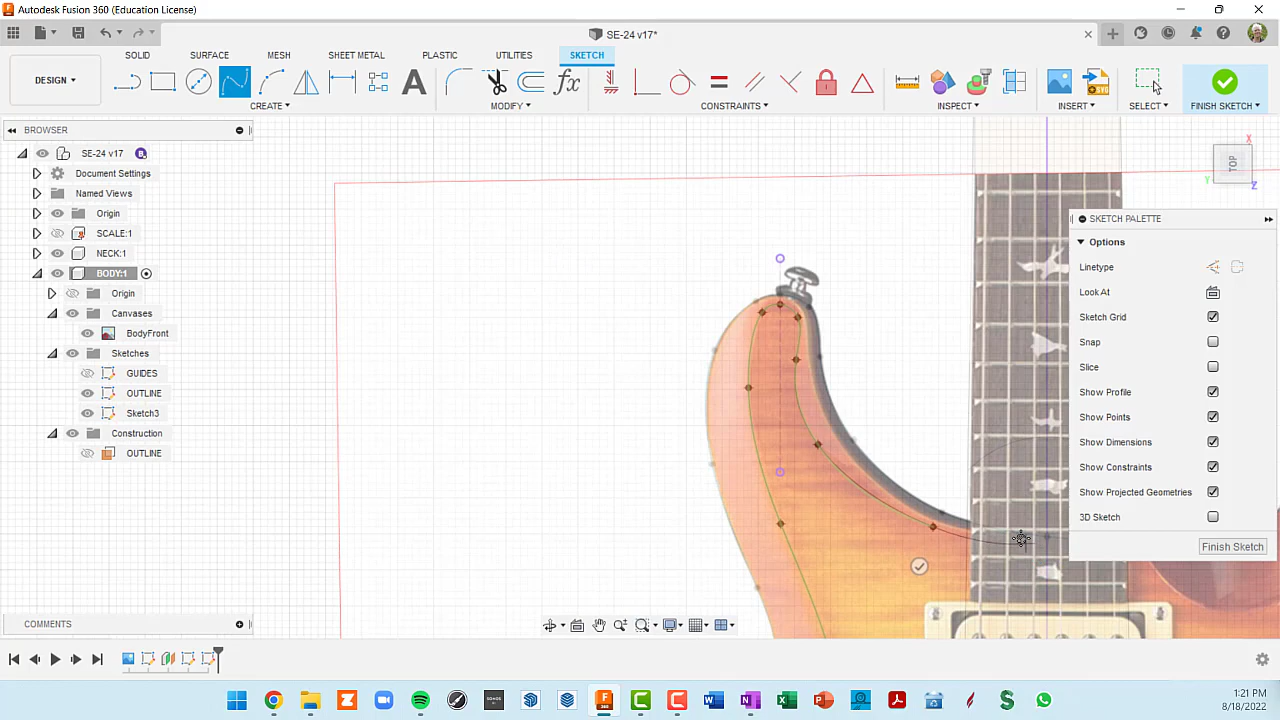 Autodesk Fusion 360 (Education License)
SE-24 v17*
DESIGN
SOLID
SURFACE
MESH
SHEET METAL
PLASTIC
UTILITIES
SKETCH
CREATE
MODIFY
CONSTRAINTS
INSPECT
INSERT
SELECT
FINISH SKETCH
BROWSER
SE-24 v17
Document Settings
Named Views
Origin
SCALE:1
NECK:1
BODY:1
Origin
Canvases
BodyFront
Sketches
GUIDES
OUTLINE
Sketch3
Construction
OUTLINE
TOP
X
Y
Z
SKETCH PALETTE
Options
Linetype
Look At
Sketch Grid
Snap
Slice
Show Profile
Show Points
Show Dimensions
Show Constraints
Show Projected Geometries
3D Sketch
Finish Sketch
COMMENTS
1:21 PM
8/18/2022